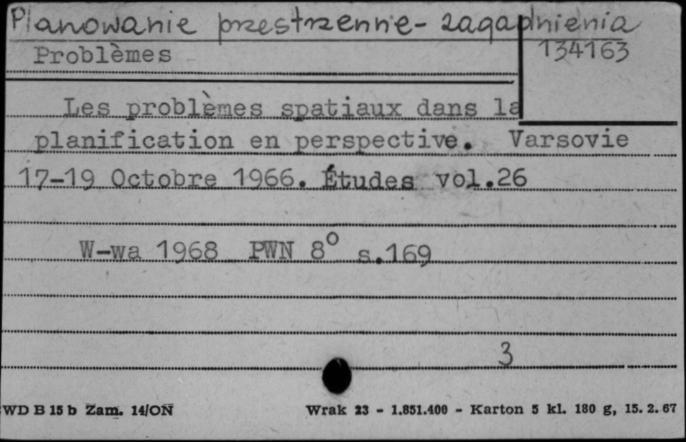 Planowanie przestrzenne- zagadnienia
Problèmes
134163
Les problèmes spatiaux dans la
planification en perspective. Varsovie
17-19 Octobre 1966. Études vol.26
W-wa 1968 PWN 8° s.169
3
WD B 15 b Zam. 14/ON Wrak 23 - 1.851.400 - Karton 5 kl. 180 g, 15. 2. 67